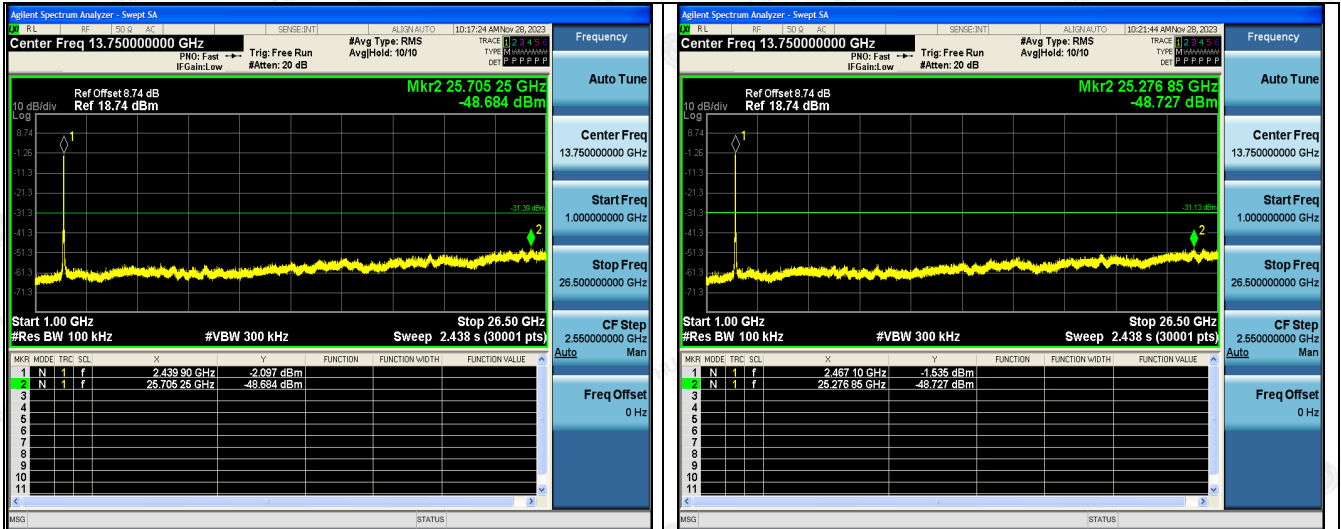 Agilent Spectrum Analyzer - Swept SA
RL RF 50 Ω AC SENSE:INT ALIGN AUTO 10:17:24 AM Nov 28, 2023
Center Freq 13.750000000 GHz
#Avg Type: RMS
TRACE 1 2 3 4 5 6
PNO: Fast
Trig: Free Run
Avg|Hold: 10/10
TYPE M
IFGain:Low
#Atten: 20 dB
DET P P P P P P
Mkr2 25.705 25 GHz
Ref Offset 8.74 dB
-48.684 dBm
10 dB/div
Ref 18.74 dBm
Log
8.74
-1.26
-11.3
-21.3
-31.3
-41.3
-51.3
-61.3
-71.3
1
-31.39 dBm
2
Start 1.00 GHz
Stop 26.50 GHz
#Res BW 100 kHz
#VBW 300 kHz
Sweep 2.438 s (30001 pts)
MKR MODE TRC SCL X Y FUNCTION FUNCTION WIDTH FUNCTION VALUE
1 N 1 f 2.439 90 GHz -2.097 dBm
2 N 1 f 25.705 25 GHz -48.684 dBm
3
4
5
6
7
8
9
10
11
MSG STATUS
Frequency
Auto Tune
Center Freq
13.750000000 GHz
Start Freq
1.000000000 GHz
Stop Freq
26.500000000 GHz
CF Step
2.550000000 GHz
Auto Man
Freq Offset
0 Hz
Agilent Spectrum Analyzer - Swept SA
RL RF 50 Ω AC SENSE:INT ALIGN AUTO 10:21:44 AM Nov 28, 2023
Center Freq 13.750000000 GHz
#Avg Type: RMS
TRACE 1 2 3 4 5 6
PNO: Fast
Trig: Free Run
Avg|Hold: 10/10
TYPE M
IFGain:Low
#Atten: 20 dB
DET P P P P P P
Mkr2 25.276 85 GHz
Ref Offset 8.74 dB
-48.727 dBm
10 dB/div
Ref 18.74 dBm
Log
8.74
-1.26
-11.3
-21.3
-31.3
-41.3
-51.3
-61.3
-71.3
1
-31.13 dBm
2
Start 1.00 GHz
Stop 26.50 GHz
#Res BW 100 kHz
#VBW 300 kHz
Sweep 2.438 s (30001 pts)
MKR MODE TRC SCL X Y FUNCTION FUNCTION WIDTH FUNCTION VALUE
1 N 1 f 2.467 10 GHz -1.535 dBm
2 N 1 f 25.276 85 GHz -48.727 dBm
3
4
5
6
7
8
9
10
11
MSG STATUS
Frequency
Auto Tune
Center Freq
13.750000000 GHz
Start Freq
1.000000000 GHz
Stop Freq
26.500000000 GHz
CF Step
2.550000000 GHz
Auto Man
Freq Offset
0 Hz